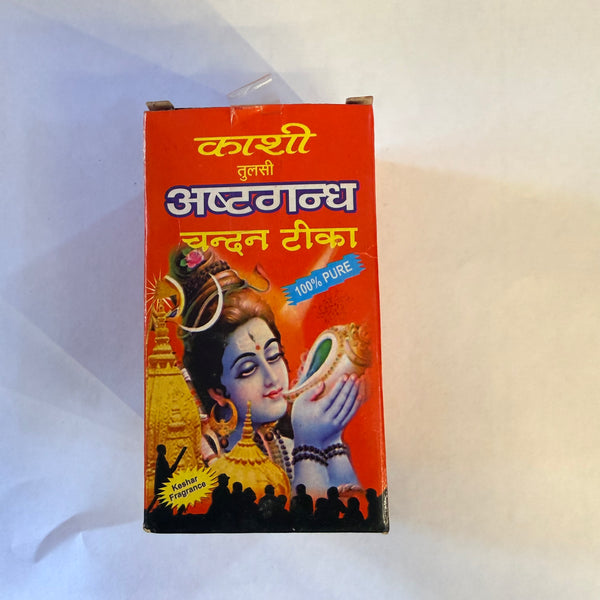 काशी
तुलसी
अष्टगन्ध
चन्दन टीका
100% PURE
Keshar
Fragrance